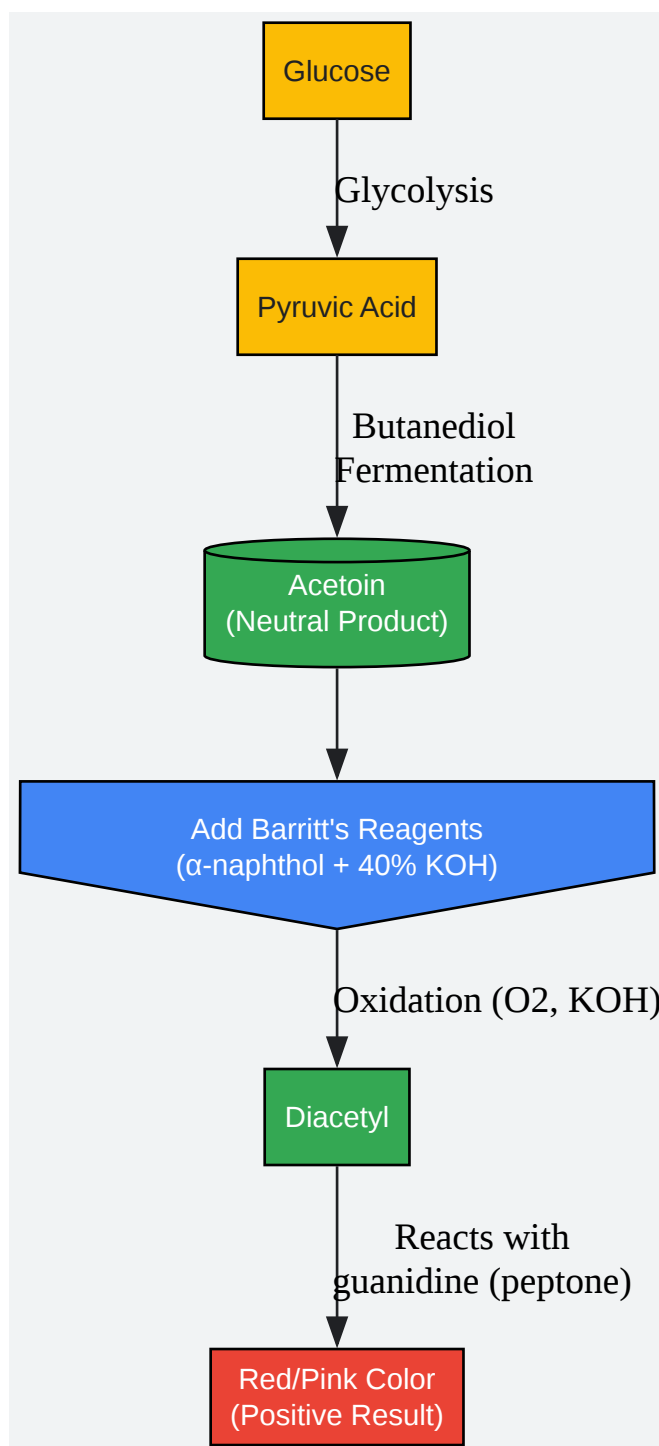 Glucose
Glycolysis
Pyruvic Acid
Butanediol
Fermentation
Acetoin
(Neutral Product)
Add Barritt's Reagents
(α-naphthol + 40% KOH)
Oxidation (O2, KOH)
Diacetyl
Reacts with
guanidine (peptone)
Red/Pink Color
(Positive Result)